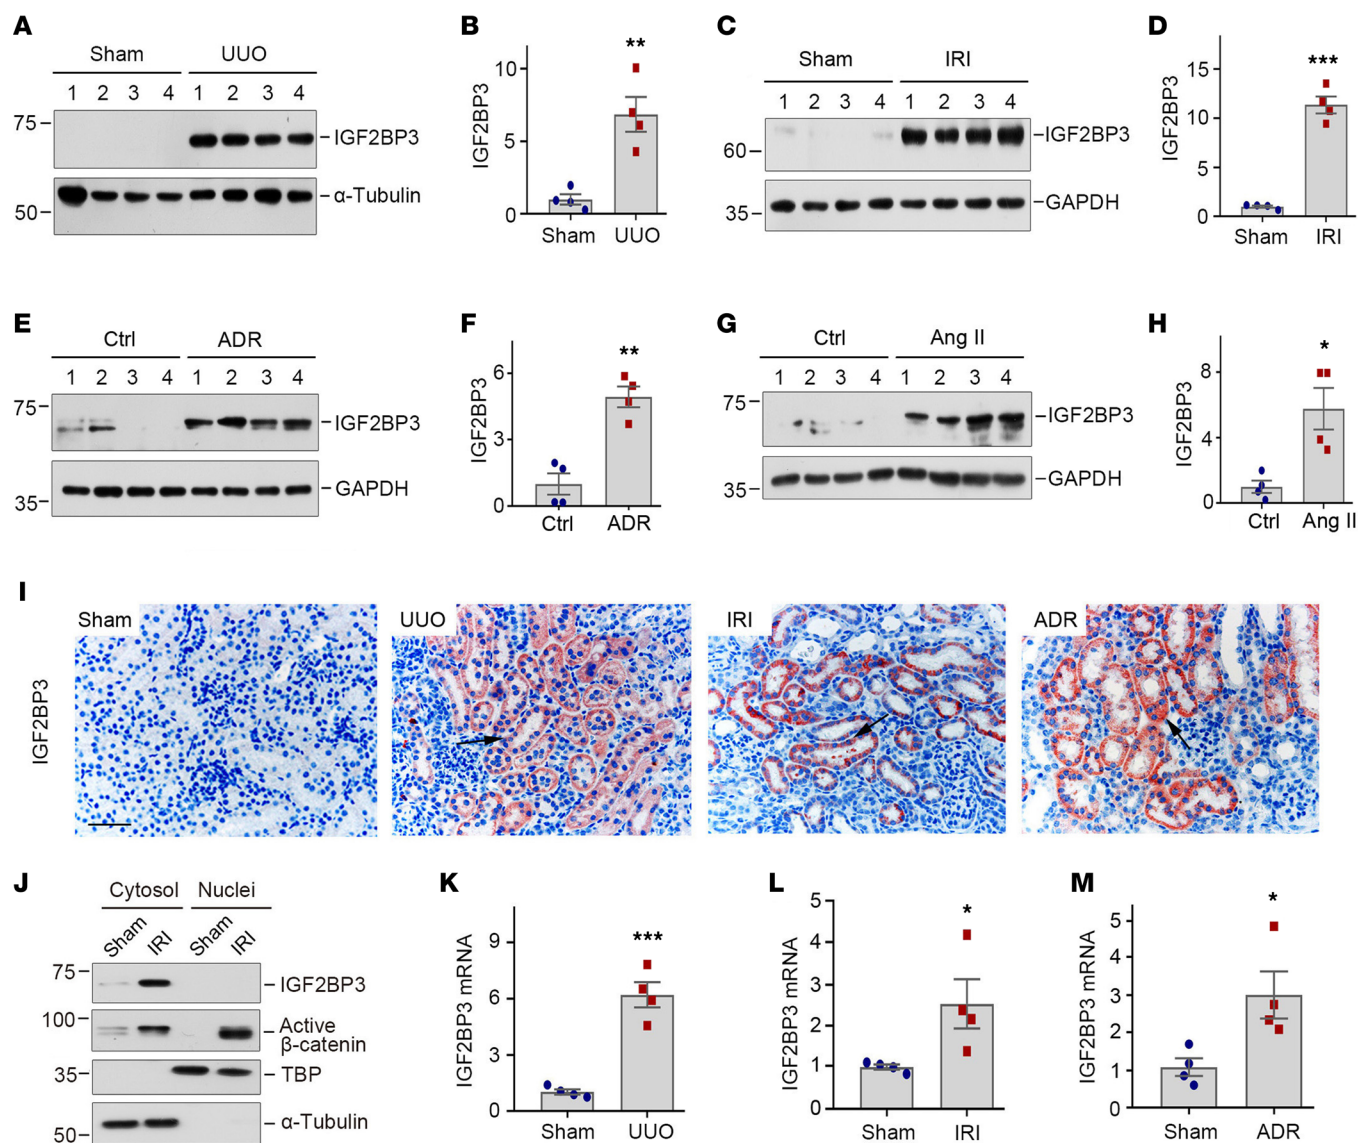 A
Sham UUO
1 2 3 4 1 2 3 4
75
IGF2BP3
α-Tubulin
50
B
**
IGF2BP3
10
5
0
Sham UUO
C
Sham IRI
1 2 3 4 1 2 3 4
IGF2BP3
60
GAPDH
35
D
***
IGF2BP3
15
10
5
0
Sham IRI
E
Ctrl ADR
1 2 3 4 1 2 3 4
75
IGF2BP3
GAPDH
35
F
**
IGF2BP3
6
3
0
Ctrl ADR
G
Ctrl Ang II
1 2 3 4 1 2 3 4
75
IGF2BP3
GAPDH
35
H
*
IGF2BP3
8
4
0
Ctrl Ang II
I
IGF2BP3
Sham
UUO
IRI
ADR
J
Cytosol Nuclei
Sham IRI Sham IRI
75
IGF2BP3
100
Active
β-catenin
35
TBP
α-Tubulin
50
K
***
IGF2BP3 mRNA
9
6
3
0
Sham UUO
L
*
IGF2BP3 mRNA
5
4
3
2
1
0
Sham IRI
M
*
IGF2BP3 mRNA
5
4
3
2
1
0
Sham ADR